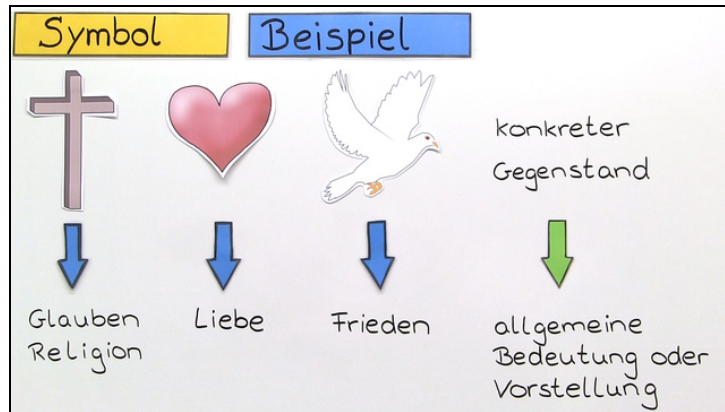 Symbol
Beispiel
konkreter
Gegenstand
Glauben
Religion
Liebe
Frieden
allgemeine
Bedeutung oder
Vorstellung